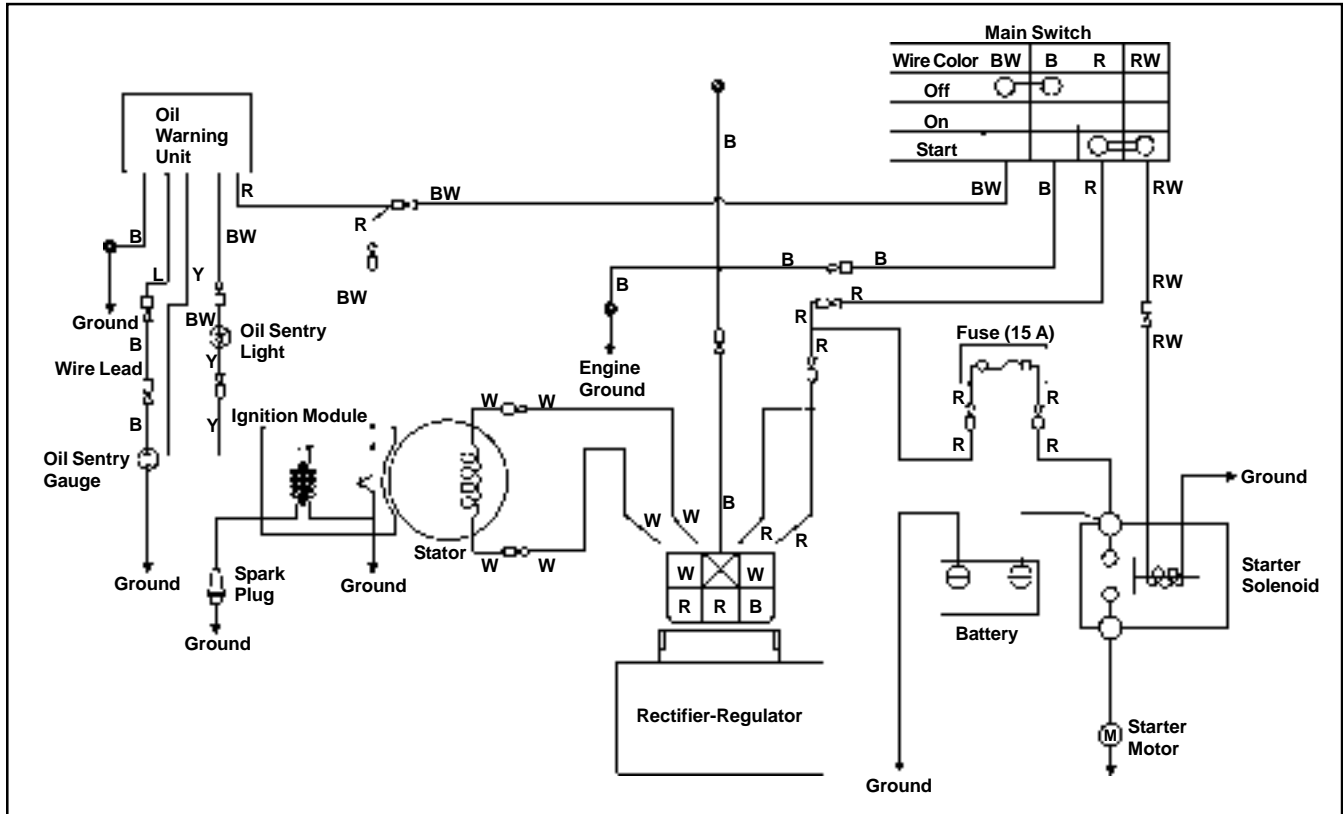 Main Switch
Wire Color BW B R RW
Off
On
Start
Oil
Warning
Unit
B
R
BW
BW B R RW
R
B
BW
B B
L Y
BW
RW
B
R
R
Ground
BW
Oil Sentry
Light
R
Fuse (15 A)
RW
B
Y
Wire Lead
Engine
Ground
W W
R R
B
Y
Ignition Module
R R
Oil Sentry
Gauge
Ground
B
W W R R
Stator
W W
W W
R R B
Ground
Spark
Plug
Ground
Ground
Starter
Solenoid
Battery
Rectifier-Regulator
M
Starter
Motor
Ground